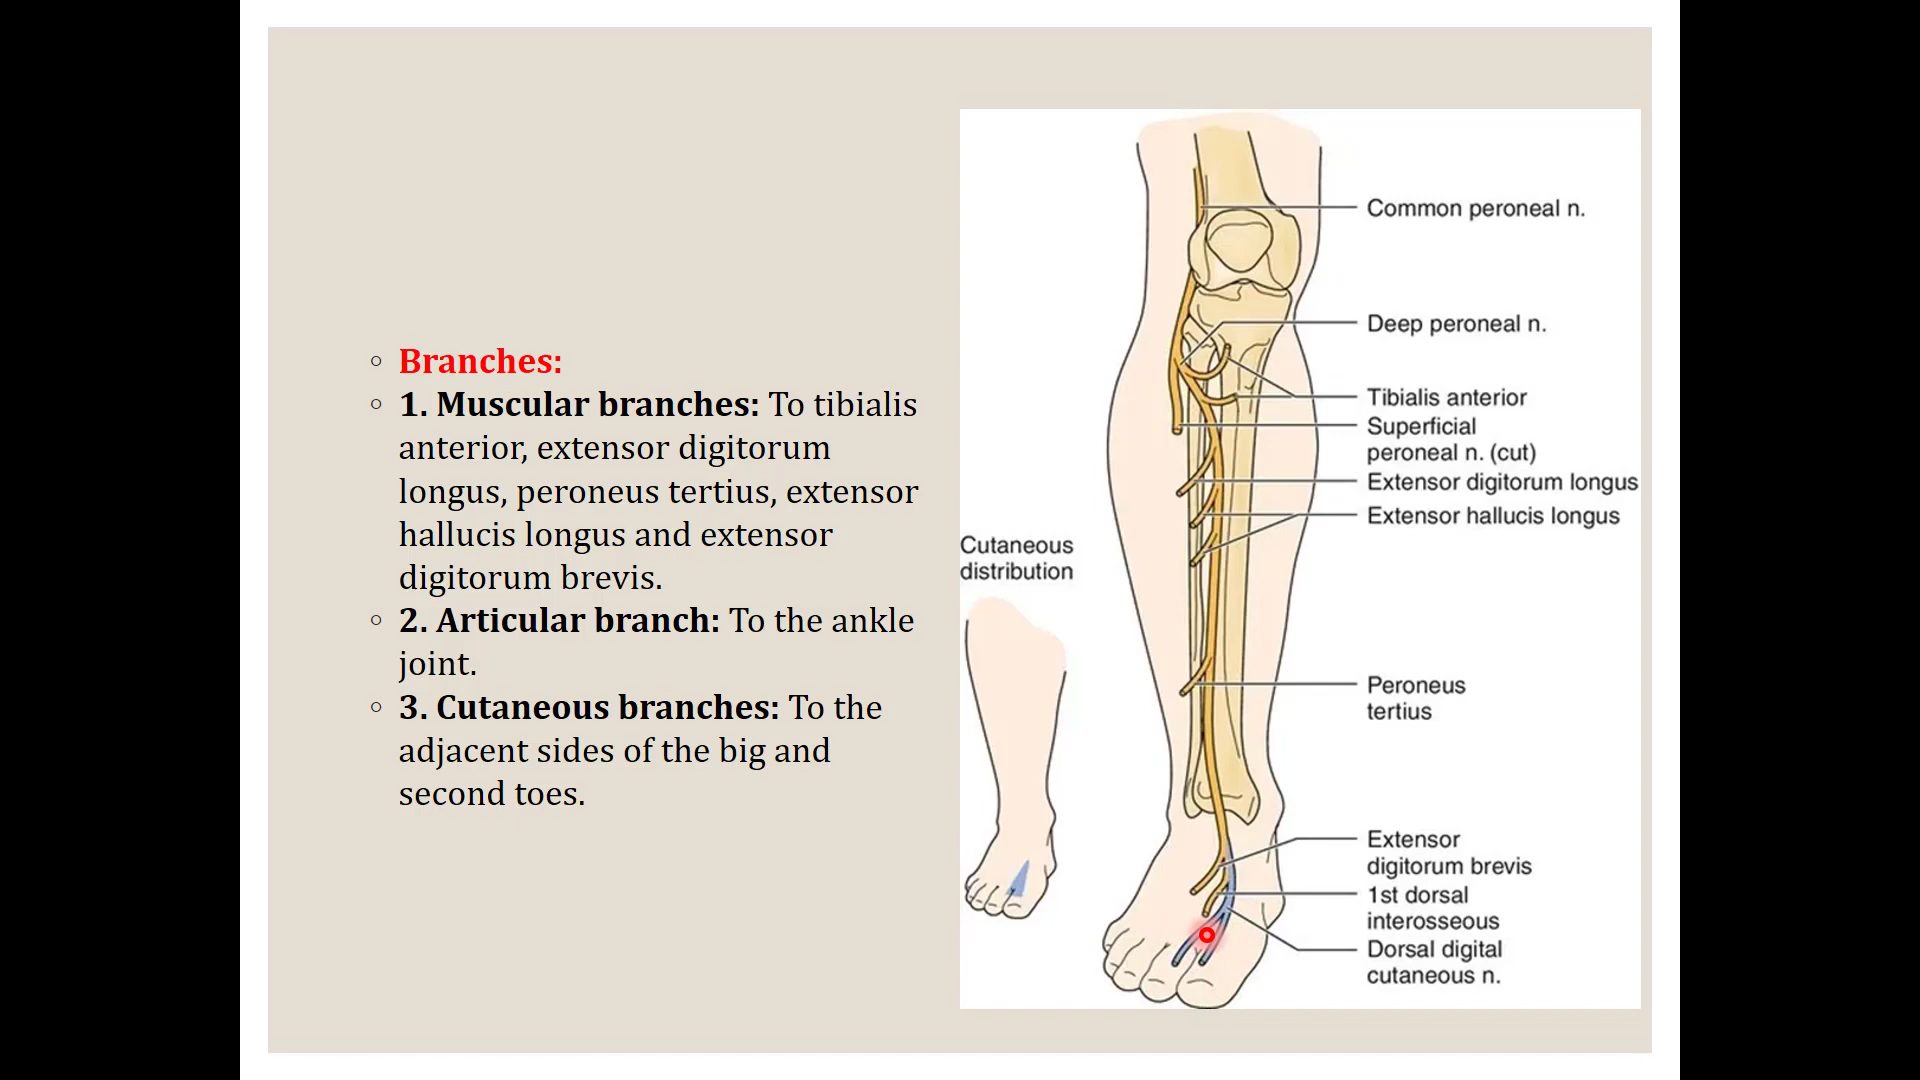 Branches:
1. Muscular branches: To tibialis
anterior, extensor digitorum
longus, peroneus tertius, extensor
hallucis longus and extensor
digitorum brevis.
2. Articular branch: To the ankle
joint.
3. Cutaneous branches: To the
adjacent sides of the big and
second toes.
Cutaneous
distribution
Common peroneal n.
Deep peroneal n.
Tibialis anterior
Superficial
peroneal n. (cut)
Extensor digitorum longus
Extensor hallucis longus
Peroneus
tertius
Extensor
digitorum brevis
1st dorsal
interosseous
Dorsal digital
cutaneous n.